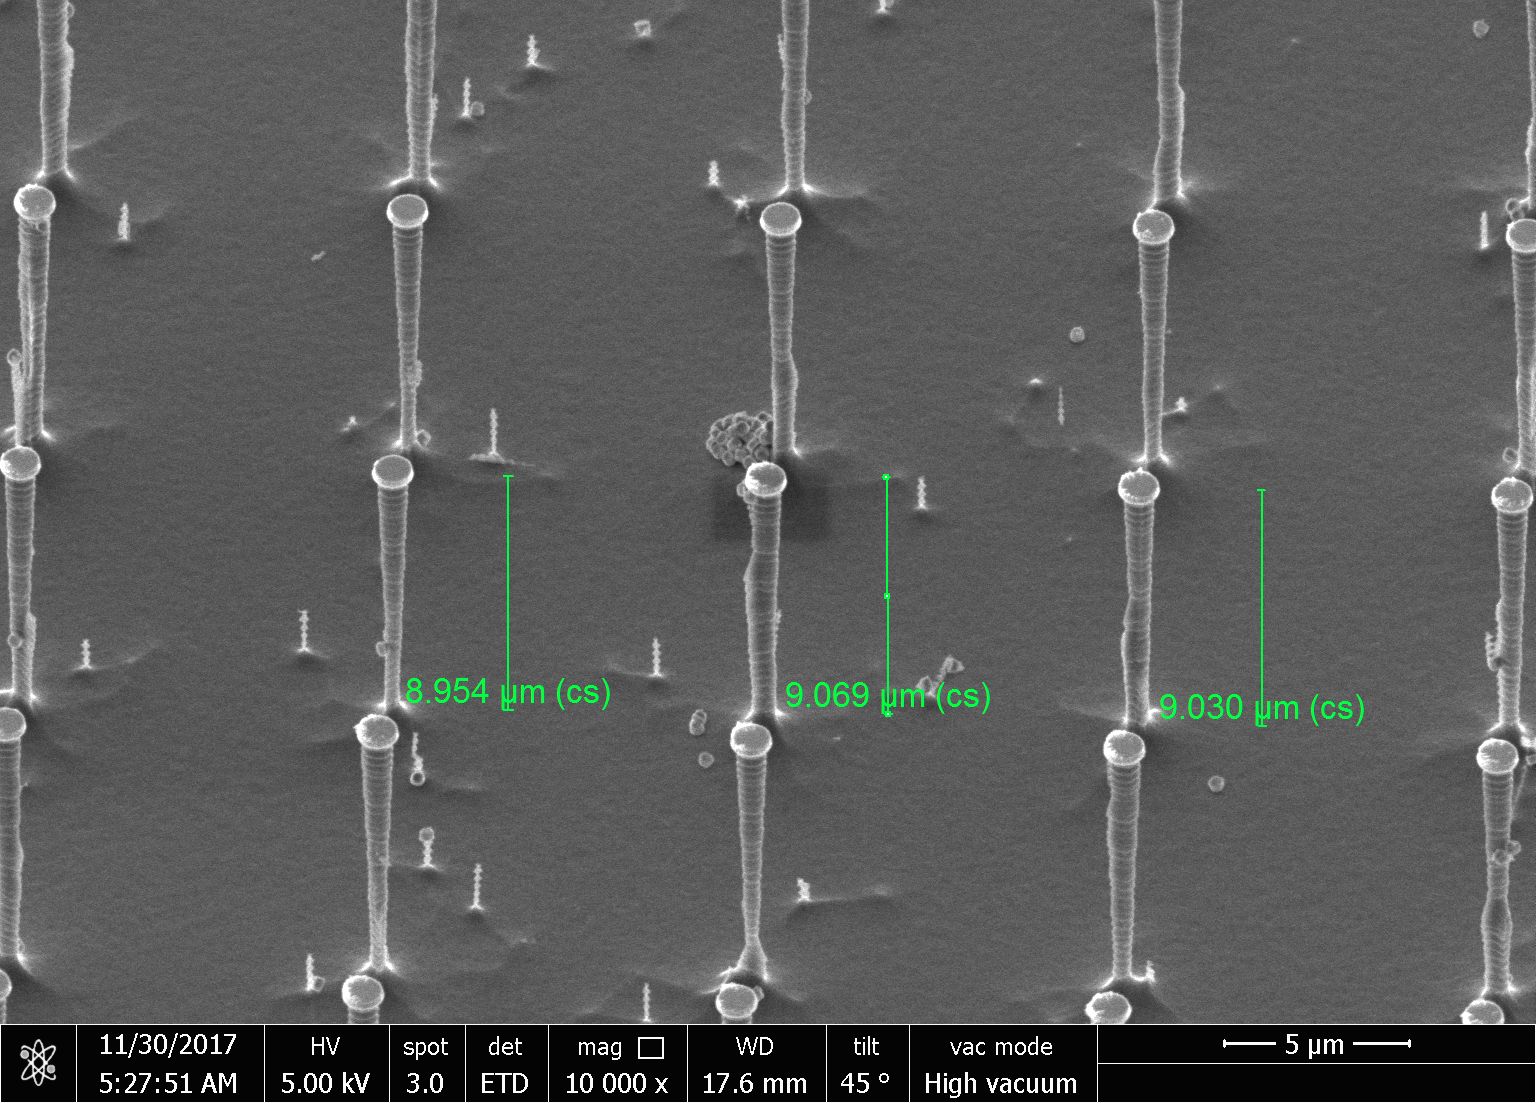 8.954 µm (cs)
9.069 µm (cs)
9.030 µm (cs)
11/30/2017
5:27:51 AM
HV
5.00 kV
spot
3.0
det
ETD
mag
10 000 x
WD
17.6 mm
tilt
45 °
vac mode
High vacuum
5 µm